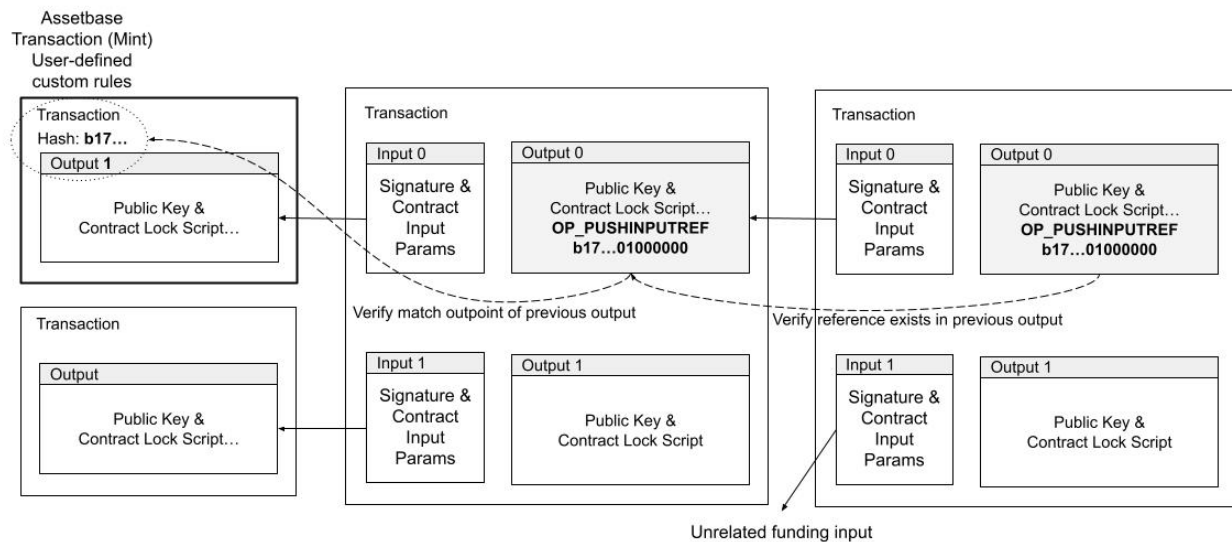 Assetbase
Transaction (Mint)
User-defined
custom rules
Transaction
Hash: b17...
Output 1
Public Key &
Contract Lock Script…
Transaction
Output
Public Key &
Contract Lock Script…
Transaction
Input 0
Signature &
Contract
Input
Params
Output 0
Public Key &
Contract Lock Script…
OP_PUSHINPUTREF
b17…01000000
Verify match outpoint of previous output
Input 1
Signature &
Contract
Input
Params
Output 1
Public Key &
Contract Lock Script
Transaction
Input 0
Signature &
Contract
Input
Params
Output 0
Public Key &
Contract Lock Script…
OP_PUSHINPUTREF
b17…01000000
Verify reference exists in previous output
Input 1
Signature &
Contract
Input
Params
Output 1
Public Key &
Contract Lock Script
Unrelated funding input